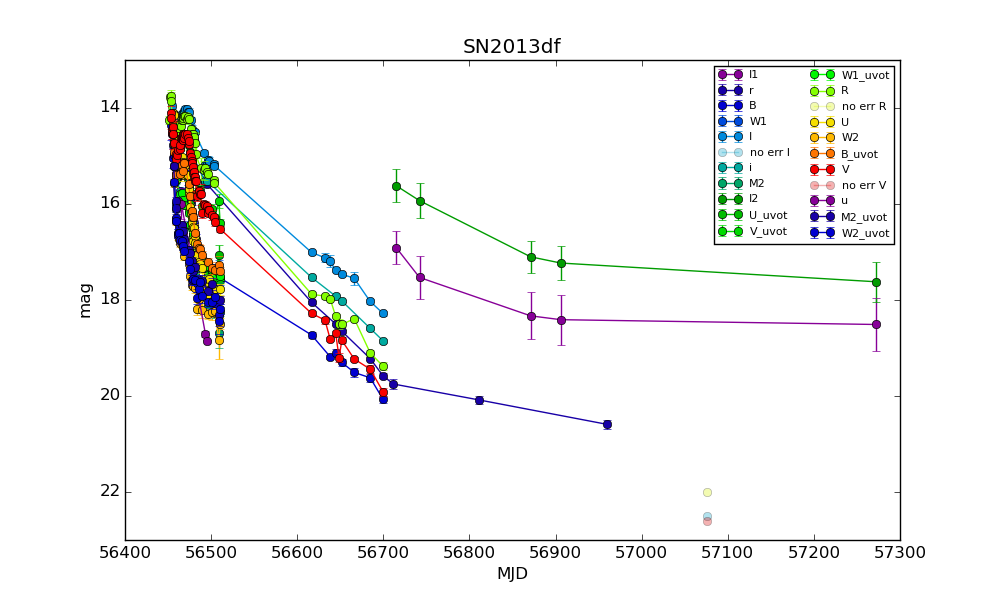 SN2013df
mag
14
16
18
20
22
56400
56500
56600
56700
56800
56900
57000
57100
57200
57300
MJD
I1
r
B
W1
I
no err I
i
M2
I2
U_uvot
V_uvot
W1_uvot
R
no err R
U
W2
B_uvot
V
no err V
u
M2_uvot
W2_uvot